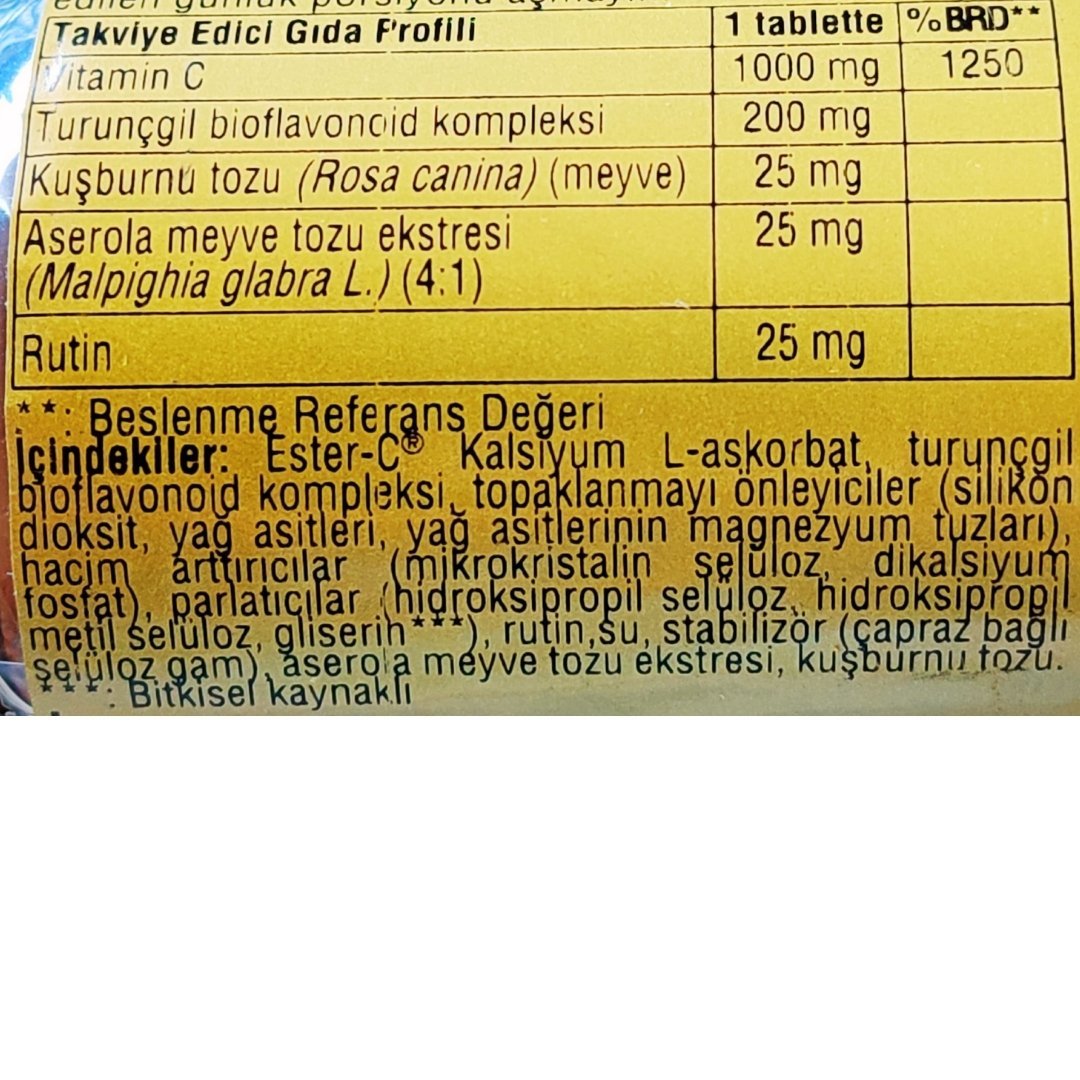 Takviye Edici Gıda Profili 1 tablette %BRD**
Vitamin C 1000 mg 1250
Turunçgil bioflavonoid kompleksi 200 mg
Kuşburnu tozu (Rosa canina) (meyve) 25 mg
Aserola meyve tozu ekstresi 25 mg
(Malpighia glabra L.) (4:1)
Rutin 25 mg
**: Beslenme Referans Değeri
İçindekiler: Ester-C® Kalsiyum L-askorbat, turunçgil
bioflavonoid kompleksi, topaklanmayı önleyiciler (silikon
dioksit, yağ asitleri, yağ asitlerinin magnezyum tuzları),
hacim arttırıcılar (mikrokristalin selüloz, dikalsiyum
fosfat), parlatıcılar (hidroksipropil selüloz, hidroksipropil
metil selüloz, gliserin***), rutin,su, stabilizör (çapraz bağlı
selüloz gam), aserola meyve tozu ekstresi, kuşburnu tozu.
***: Bitkisel kaynaklı